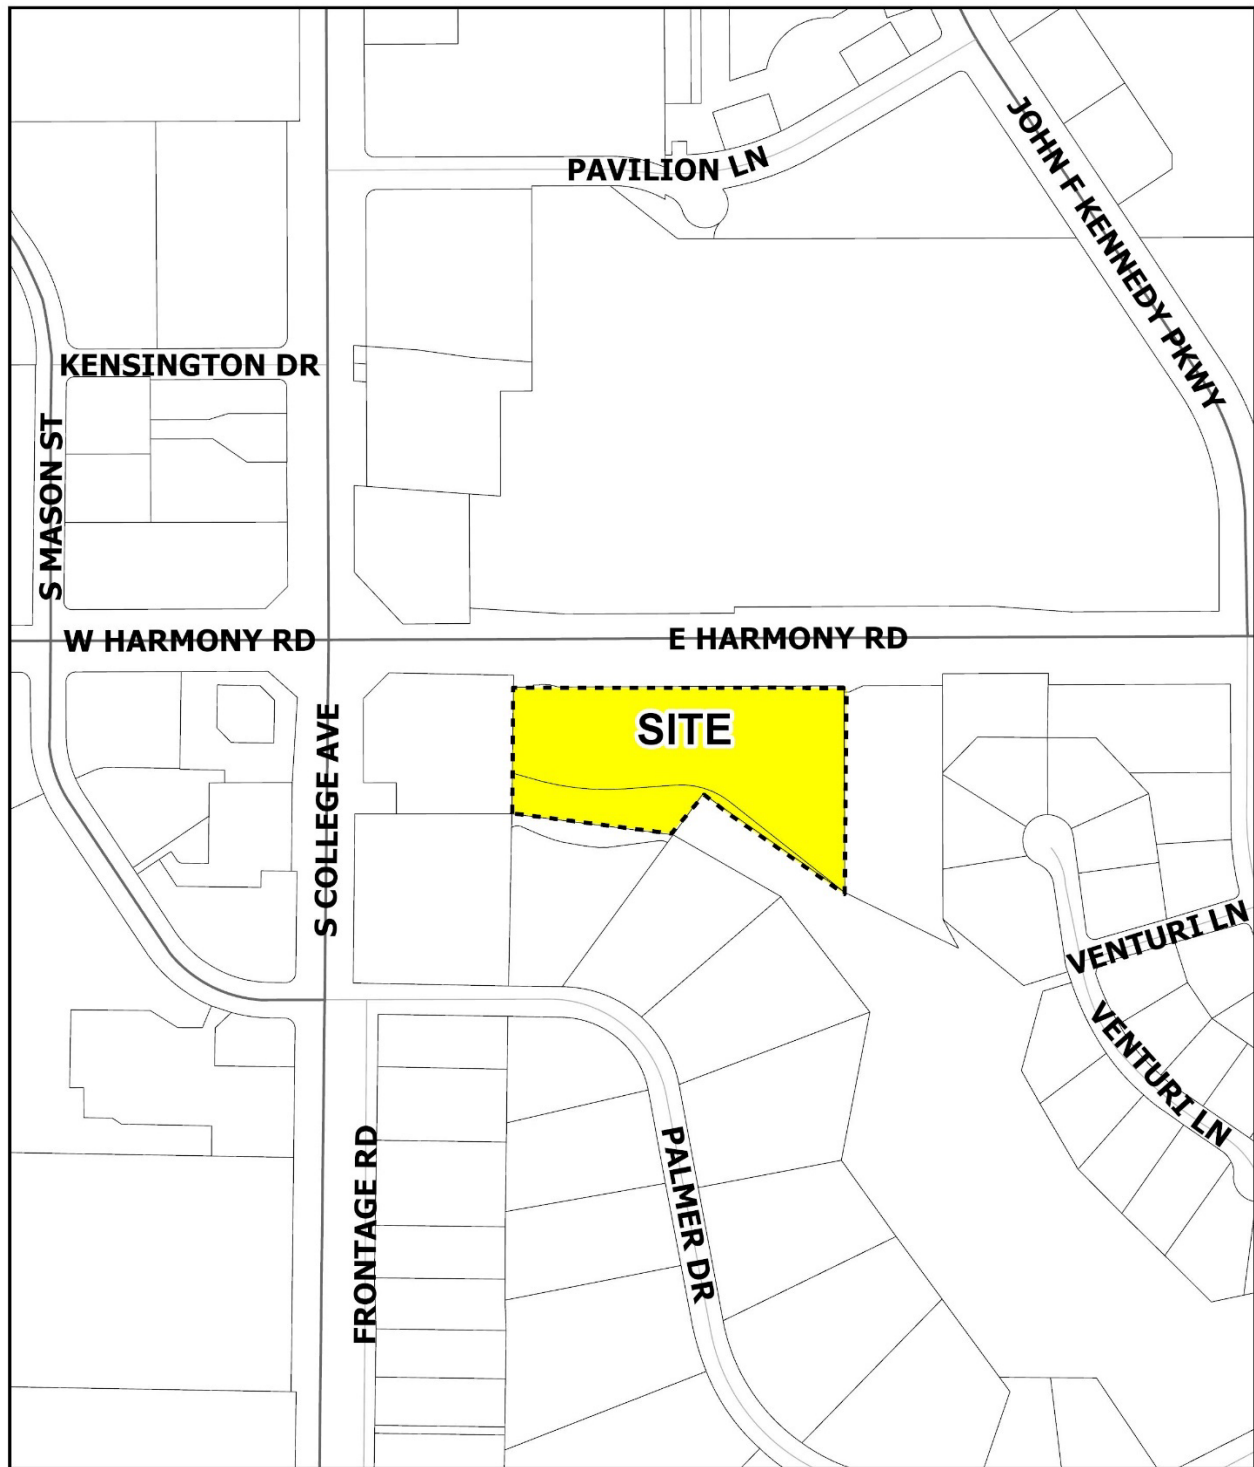 PAVILION LN
JOHN F KENNEDY PKWY
KENSINGTON DR
S MASON ST
W HARMONY RD
E HARMONY RD
SITE
S COLLEGE AVE
VENTURI LN
VENTURI LN
FRONTAGE RD
PALMER DR